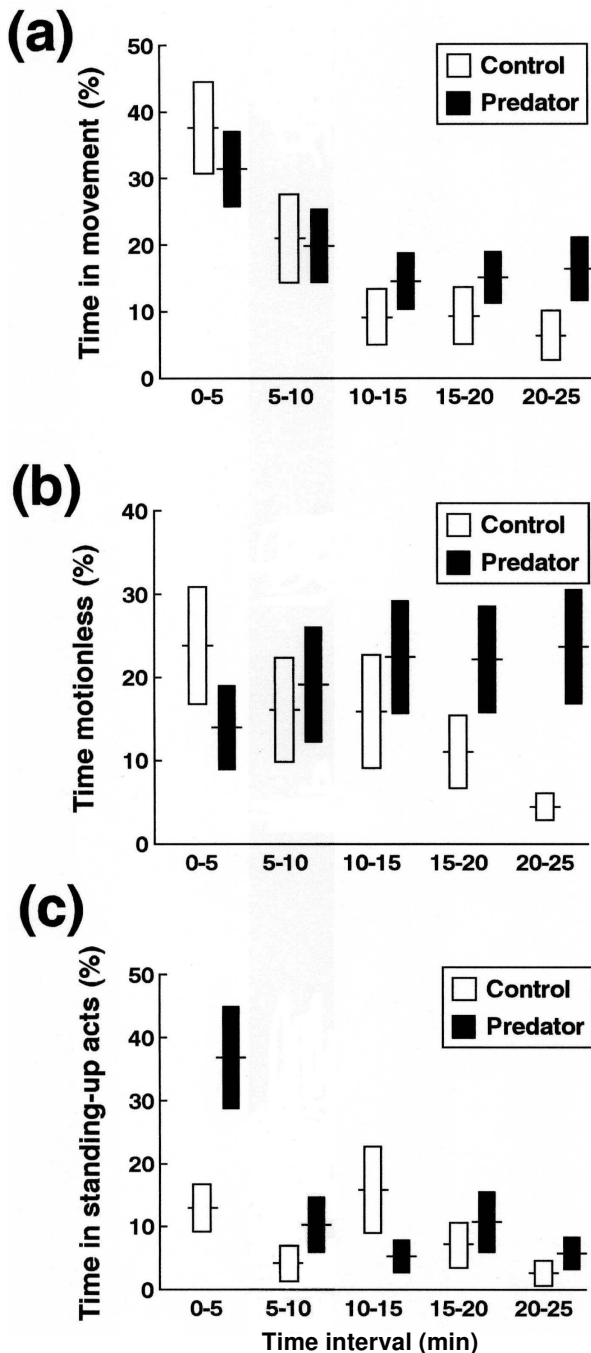 (a)
Time in movement (%)
50
40
30
20
10
0
Control
Predator
0-5 5-10 10-15 15-20 20-25
(b)
Time motionless (%)
40
30
20
10
0
Control
Predator
0-5 5-10 10-15 15-20 20-25
(c)
Time in standing-up acts (%)
50
40
30
20
10
0
Control
Predator
0-5 5-10 10-15 15-20 20-25
Time interval (min)